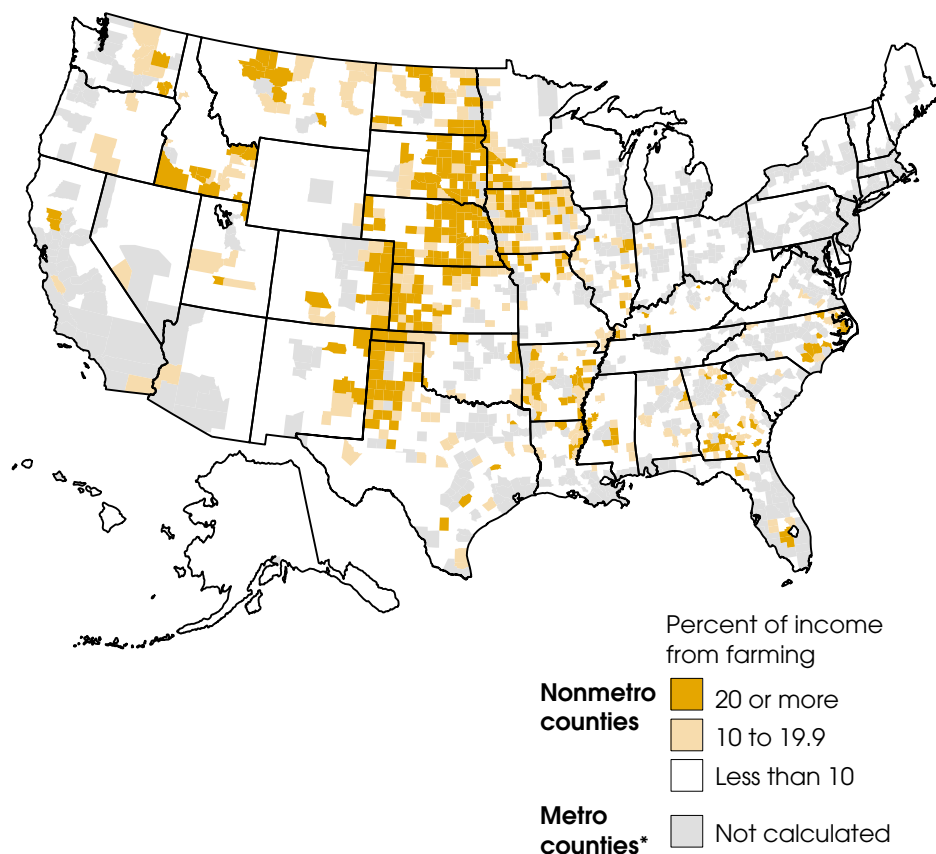 Percent of income
from farming
Nonmetro
counties
20 or more
10 to 19.9
Less than 10
Metro
counties*
Not calculated